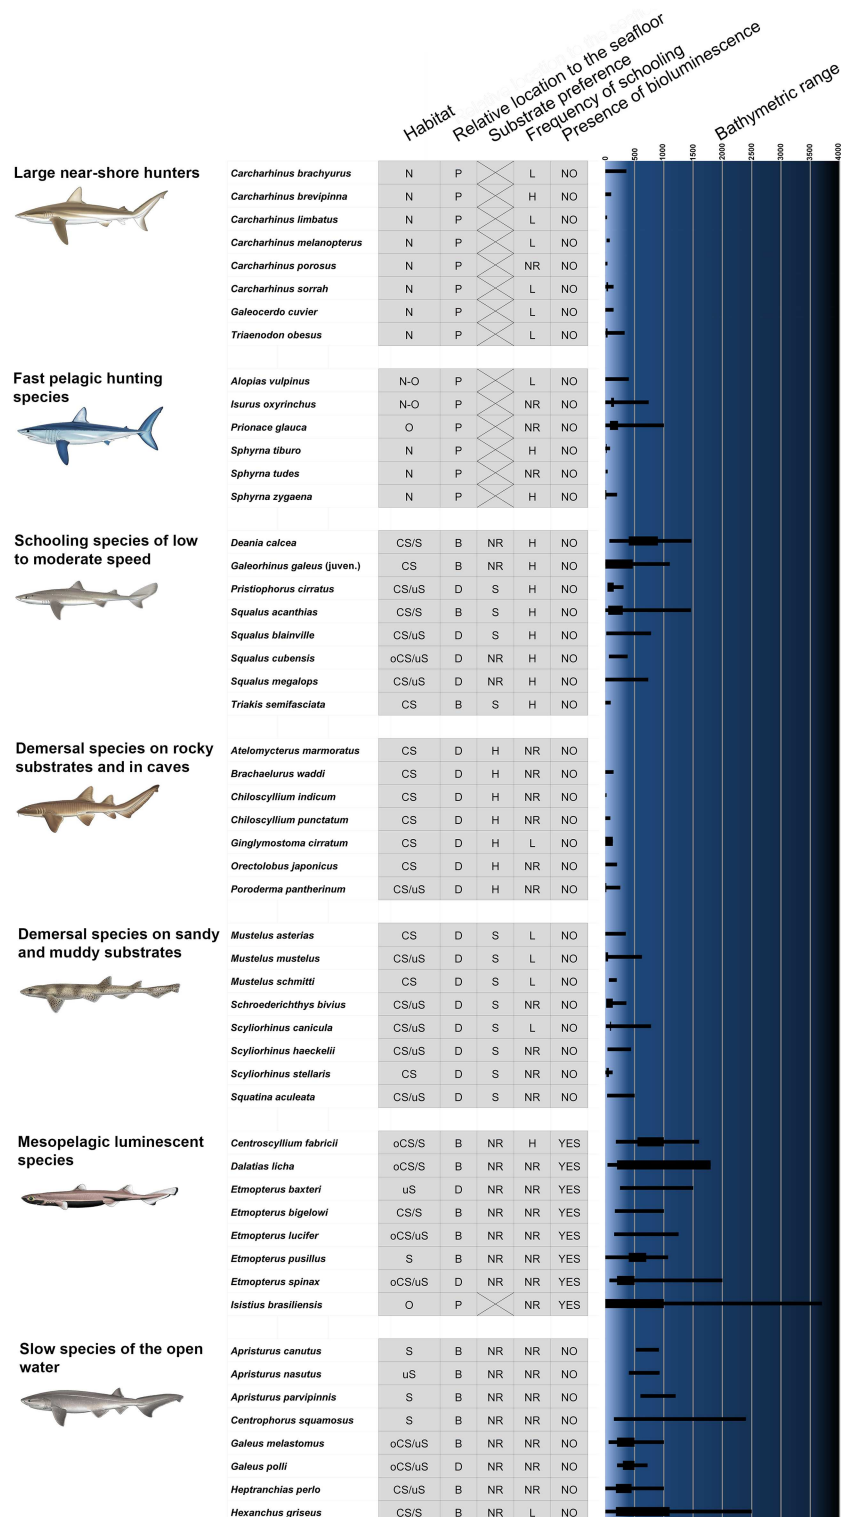 Habitat
Relative location to the seafloor
Substrate preference
Frequency of schooling
Presence of bioluminescence
Bathymetric range
0 500 1000 1500 2000 2500 3000 3500 4000
Large near-shore hunters
Carcharhinus brachyurus N P L NO
Carcharhinus brevipinna N P H NO
Carcharhinus limbatus N P L NO
Carcharhinus melanopterus N P L NO
Carcharhinus porosus N P NR NO
Carcharhinus sorrah N P L NO
Galeocerdo cuvier N P L NO
Triaenodon obesus N P L NO
Fast pelagic hunting
species
Alopias vulpinus N-O P L NO
Isurus oxyrinchus N-O P NR NO
Prionace glauca O P NR NO
Sphyrna tiburo N P H NO
Sphyrna tudes N P NR NO
Sphyrna zygaena N P H NO
Schooling species of low
to moderate speed
Deania calcea CS/S B NR H NO
Galeorhinus galeus (juven.) CS B NR H NO
Pristiophorus cirratus CS/uS D S H NO
Squalus acanthias CS/S B S H NO
Squalus blainville CS/uS D S H NO
Squalus cubensis oCS/uS D NR H NO
Squalus megalops CS/uS D NR H NO
Triakis semifasciata CS B S H NO
Demersal species on rocky
substrates and in caves
Atelomycterus marmoratus CS D H NR NO
Brachaelurus waddi CS D H NR NO
Chiloscyllium indicum CS D H NR NO
Chiloscyllium punctatum CS D H NR NO
Ginglymostoma cirratum CS D H L NO
Orectolobus japonicus CS D H NR NO
Poroderma pantherinum CS/uS D H NR NO
Demersal species on sandy
and muddy substrates
Mustelus asterias CS D S L NO
Mustelus mustelus CS/uS D S L NO
Mustelus schmitti CS D S L NO
Schroederichthys bivius CS/uS D S NR NO
Scyliorhinus canicula CS/uS D S L NO
Scyliorhinus haeckelii CS/uS D S NR NO
Scyliorhinus stellaris CS D S NR NO
Squatina aculeata CS/uS D S NR NO
Mesopelagic luminescent
species
Centroscyllium fabricii oCS/S B NR H YES
Dalatias licha oCS/S B NR NR YES
Etmopterus baxteri uS D NR NR YES
Etmopterus bigelowi CS/S B NR NR YES
Etmopterus lucifer oCS/uS B NR NR YES
Etmopterus pusillus S B NR NR YES
Etmopterus spinax oCS/uS D NR NR YES
Isistius brasiliensis O P NR YES
Slow species of the open
water
Apristurus canutus S B NR NR NO
Apristurus nasutus uS B NR NR NO
Apristurus parvipinnis S B NR NR NO
Centrophorus squamosus S B NR NR NO
Galeus melastomus oCS/uS B NR NR NO
Galeus polli oCS/uS D NR NR NO
Heptranchias perlo CS/uS B NR NR NO
Hexanchus griseus CS/S B NR L NO